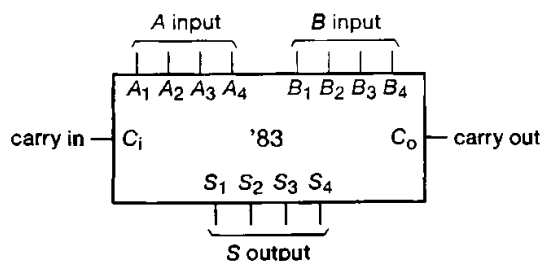 A input B input
A1 A2 A3 A4 B1 B2 B3 B4
carry in Ci '83 Co carry out
S1 S2 S3 S4
S output